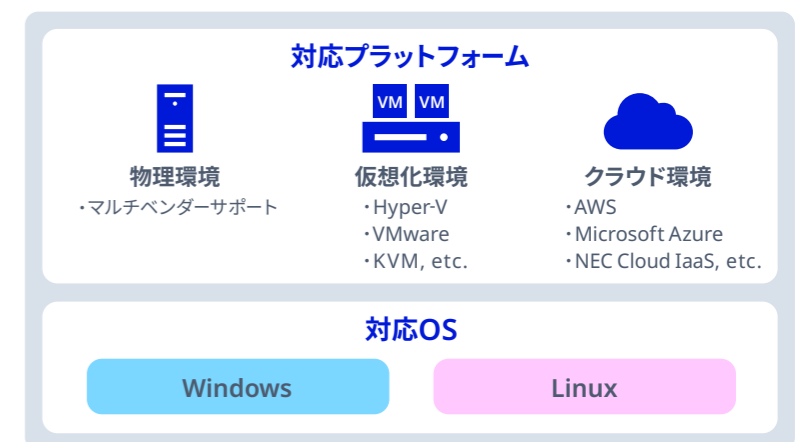 対応プラットフォーム
VM VM
物理環境
・マルチベンダーサポート
仮想化環境
・Hyper-V
・VMware
・KVM, etc.
クラウド環境
・AWS
・Microsoft Azure
・NEC Cloud IaaS, etc.
対応OS
Windows
Linux